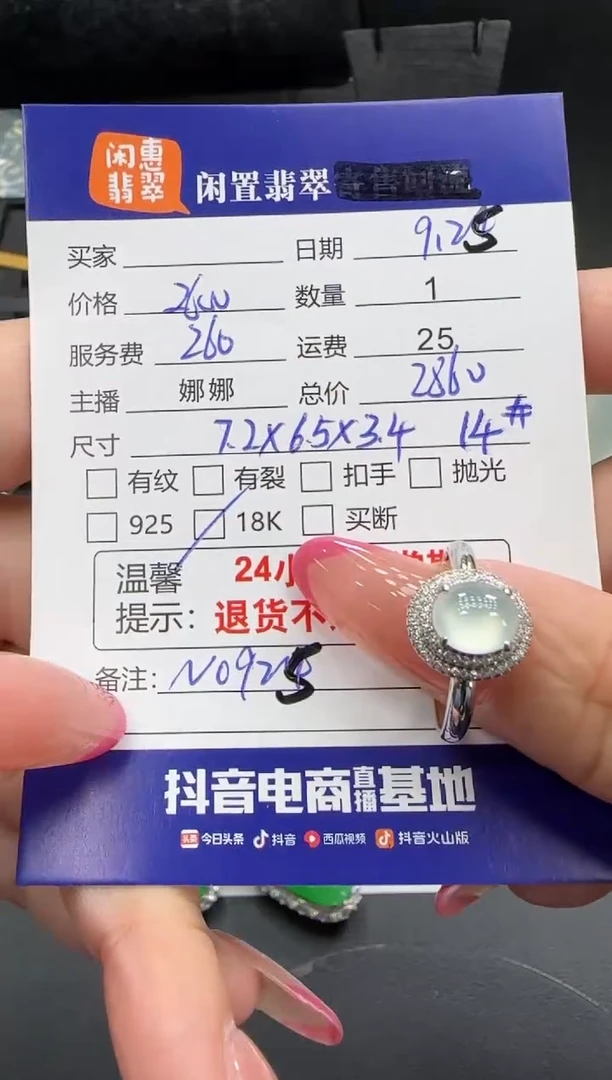 闲惠
翡翠
闲置翡翠
买家 日期 9.25
价格 2600 数量 1
服务费 260 运费 25
主播 娜娜 总价 2860
尺寸 7.2X6.5X3.4 14#
有纹 有裂 扣手 抛光
925 18K 买断
温馨 24小
提示: 退货不
备注: N0925
抖音电商直播基地
头条 今日头条 抖音 西瓜视频 抖音火山版